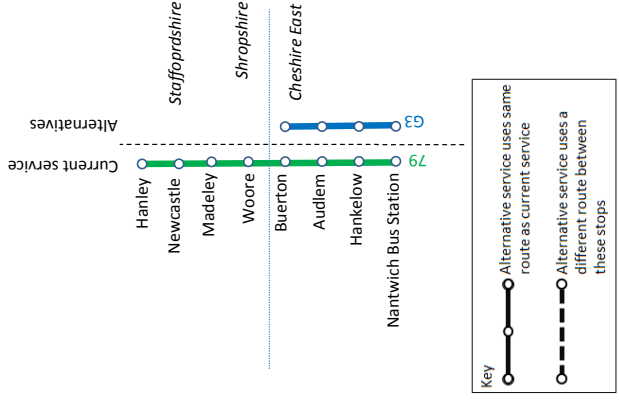 Staffoprdshire
Shropshire
Cheshire East
Alternatives
G3
Current service
79
Hanley
Newcastle
Madeley
Woore
Buerton
Audlem
Hankelow
Nantwich Bus Station
Key
Alternative service uses same
route as current service
Alternative service uses a
different route between
these stops